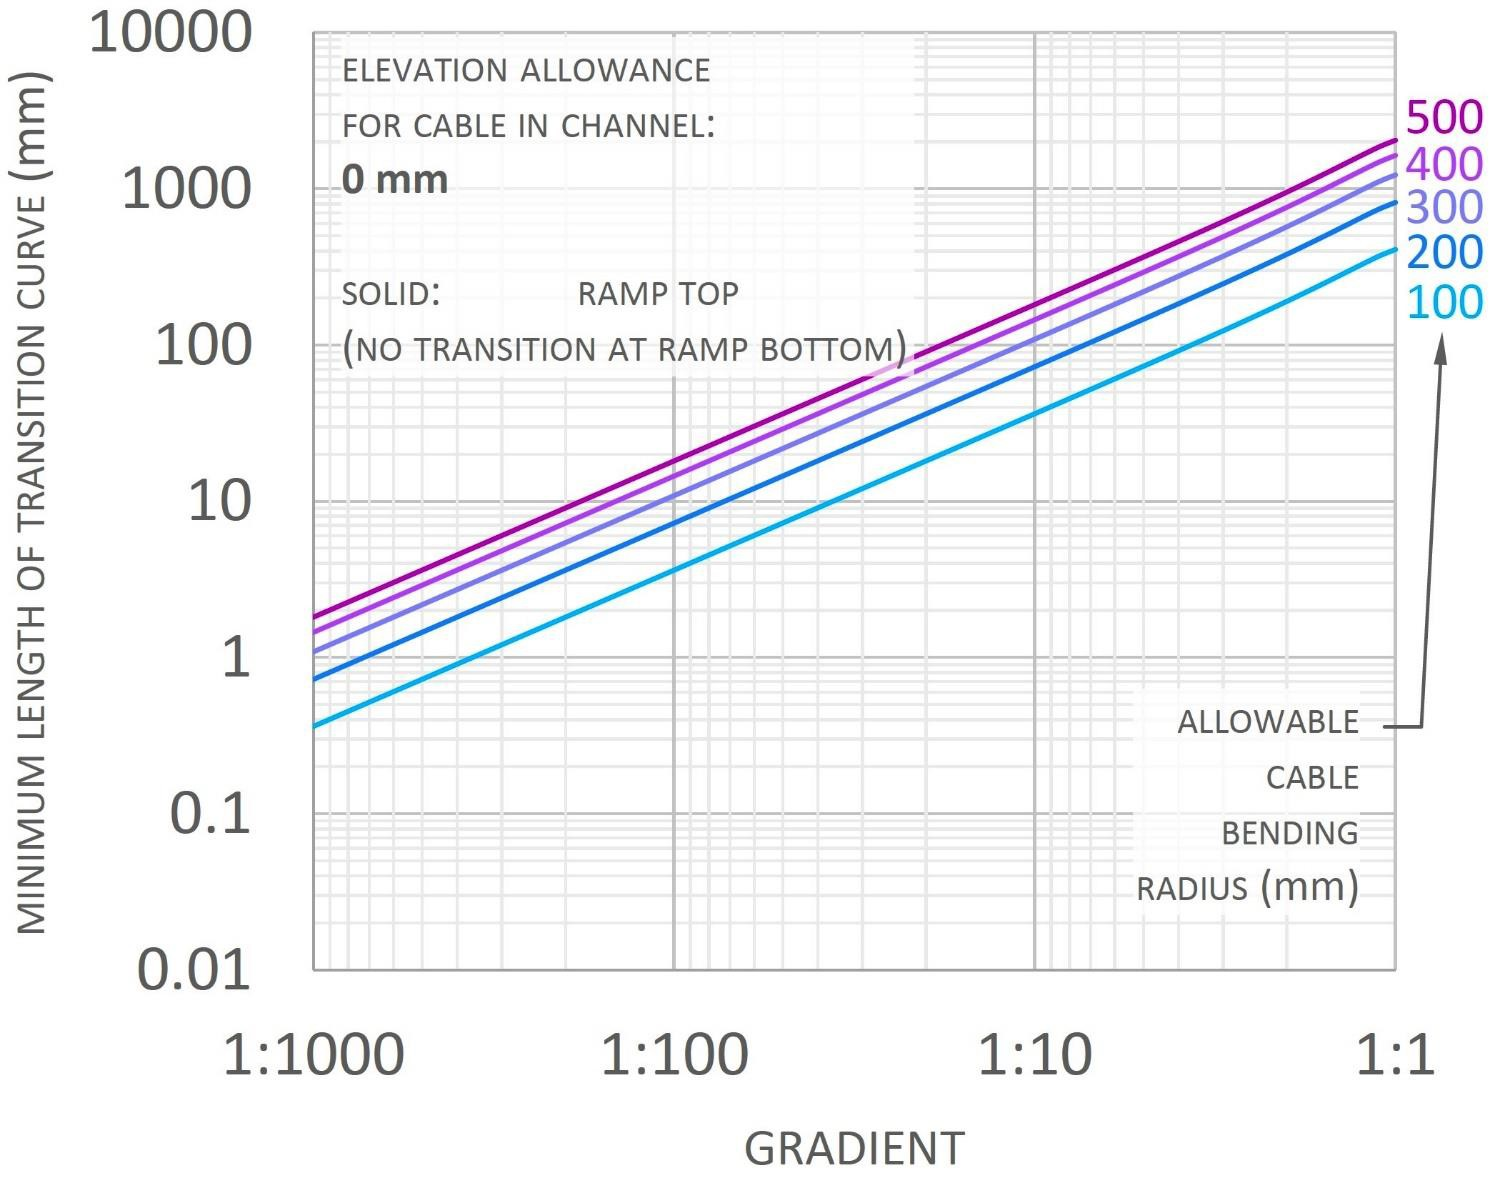 10000
1000
100
10
1
0.1
0.01
MINIMUM LENGTH OF TRANSITION CURVE (mm)
ELEVATION ALLOWANCE
FOR CABLE IN CHANNEL:
0 mm
SOLID: RAMP TOP
(NO TRANSITION AT RAMP BOTTOM)
500
400
300
200
100
ALLOWABLE
CABLE
BENDING
RADIUS (mm)
1:1000 1:100 1:10 1:1
GRADIENT